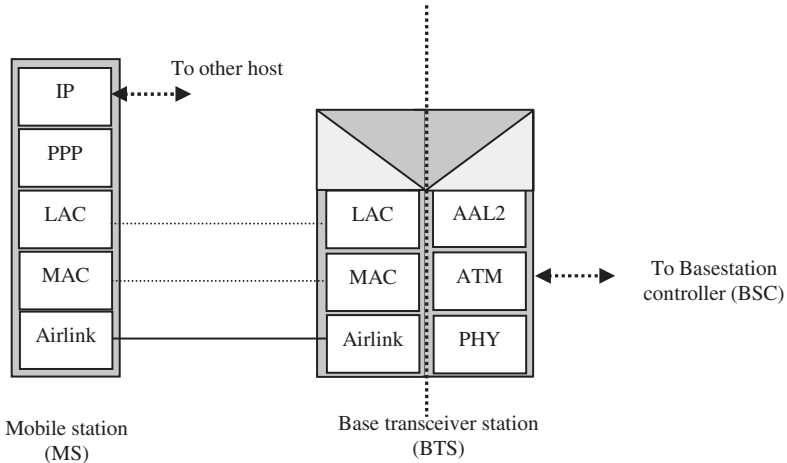 To other host
IP
PPP
LAC
MAC
Airlink
LAC
MAC
Airlink
AAL2
ATM
PHY
To Basestation
controller (BSC)
Mobile station
(MS)
Base transceiver station
(BTS)